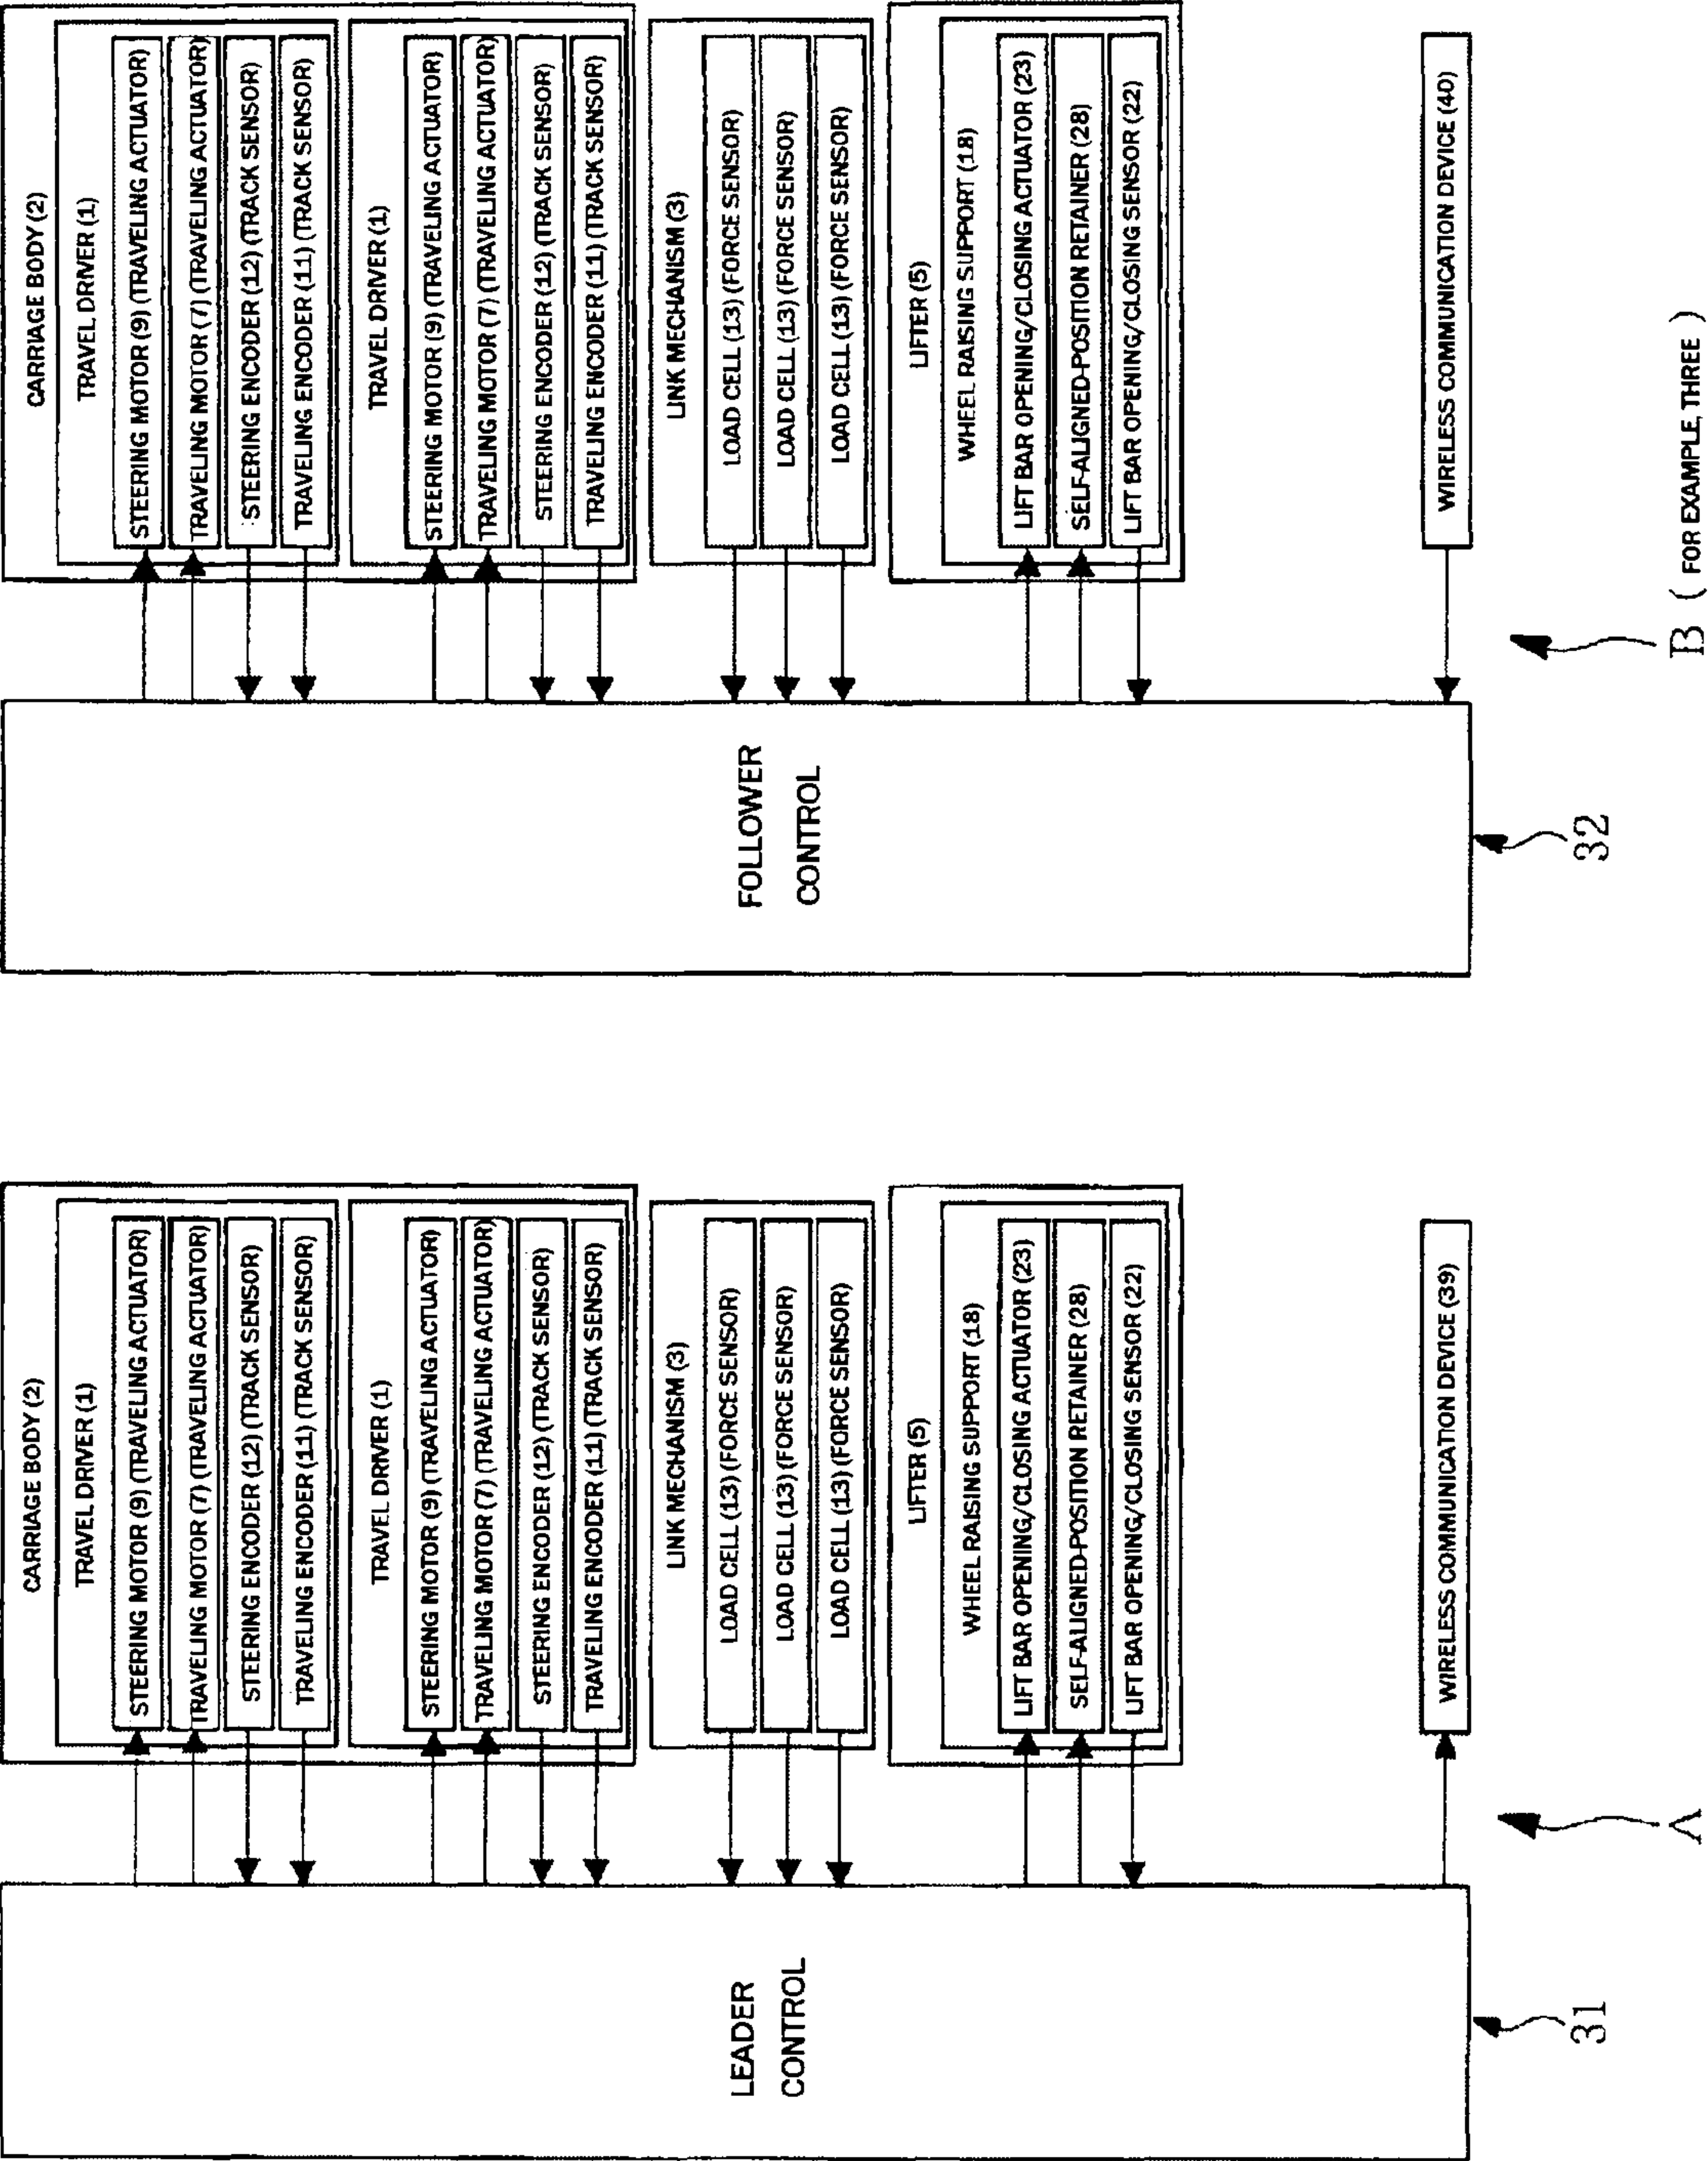 LEADER
CONTROL
31
CARRIAGE BODY (2)
TRAVEL DRIVER (1)
STEERING MOTOR (9) (TRAVELING ACTUATOR)
TRAVELING MOTOR (7) (TRAVELING ACTUATOR)
STEERING ENCODER (12) (TRACK SENSOR)
TRAVELING ENCODER (11) (TRACK SENSOR)
TRAVEL DRIVER (1)
STEERING MOTOR (9) (TRAVELING ACTUATOR)
TRAVELING MOTOR (7) (TRAVELING ACTUATOR)
STEERING ENCODER (12) (TRACK SENSOR)
TRAVELING ENCODER (11) (TRACK SENSOR)
LINK MECHANISM (3)
LOAD CELL (13) (FORCE SENSOR)
LOAD CELL (13) (FORCE SENSOR)
LOAD CELL (13) (FORCE SENSOR)
LIFTER (5)
WHEEL RAISING SUPPORT (18)
LIFT BAR OPENING/CLOSING ACTUATOR (23)
SELF-ALIGNED-POSITION RETAINER (28)
LIFT BAR OPENING/CLOSING SENSOR (22)
WIRELESS COMMUNICATION DEVICE (39)
A
FOLLOWER
CONTROL
32
CARRIAGE BODY (2)
TRAVEL DRIVER (1)
STEERING MOTOR (9) (TRAVELING ACTUATOR)
TRAVELING MOTOR (7) (TRAVELING ACTUATOR)
STEERING ENCODER (12) (TRACK SENSOR)
TRAVELING ENCODER (11) (TRACK SENSOR)
TRAVEL DRIVER (1)
STEERING MOTOR (9) (TRAVELING ACTUATOR)
TRAVELING MOTOR (7) (TRAVELING ACTUATOR)
STEERING ENCODER (12) (TRACK SENSOR)
TRAVELING ENCODER (11) (TRACK SENSOR)
LINK MECHANISM (3)
LOAD CELL (13) (FORCE SENSOR)
LOAD CELL (13) (FORCE SENSOR)
LOAD CELL (13) (FORCE SENSOR)
LIFTER (5)
WHEEL RAISING SUPPORT (18)
LIFT BAR OPENING/CLOSING ACTUATOR (23)
SELF-ALIGNED-POSITION RETAINER (28)
LIFT BAR OPENING/CLOSING SENSOR (22)
WIRELESS COMMUNICATION DEVICE (40)
B ( FOR EXAMPLE, THREE )